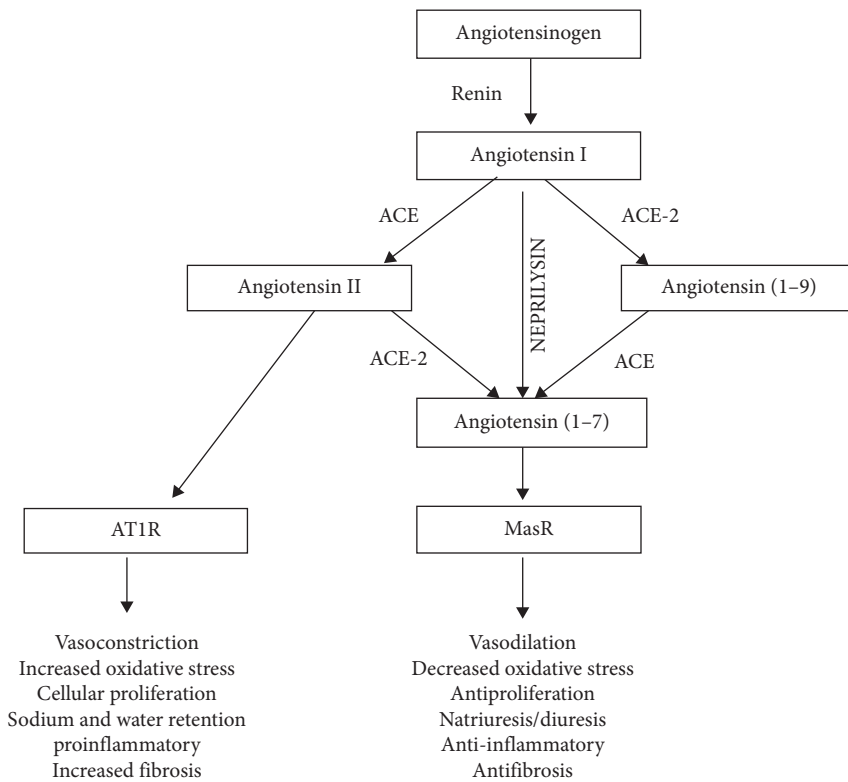 Angiotensinogen
Renin
Angiotensin I
ACE
ACE-2
NEPRILYSIN
Angiotensin II
Angiotensin (1–9)
ACE-2
ACE
Angiotensin (1–7)
AT1R
MasR
Vasoconstriction
Increased oxidative stress
Cellular proliferation
Sodium and water retention
proinflammatory
Increased fibrosis
Vasodilation
Decreased oxidative stress
Antiproliferation
Natriuresis/diuresis
Anti-inflammatory
Antifibrosis